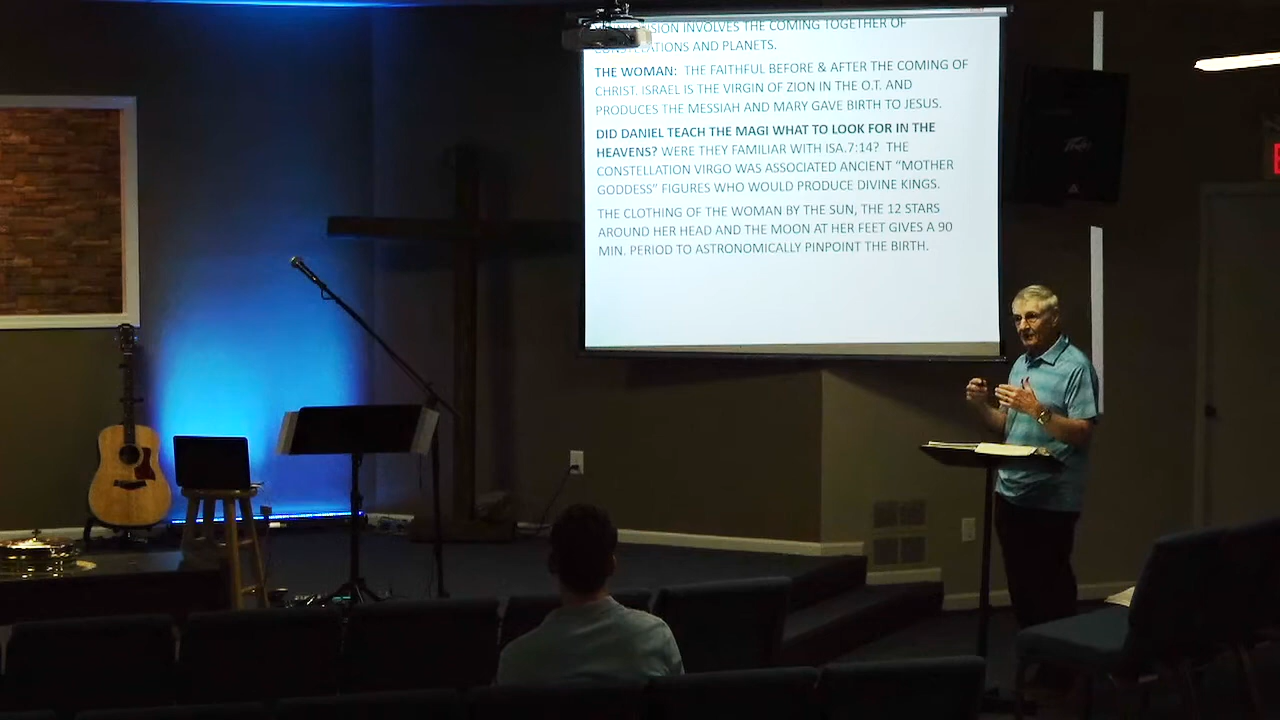 INVOLVES THE COMING TOGETHER OF
AND PLANETS.
THE WOMAN: THE FAITHFUL BEFORE & AFTER THE COMING OF
CHRIST. ISRAEL IS THE VIRGIN OF ZION IN THE O.T. AND
PRODUCES THE MESSIAH AND MARY GAVE BIRTH TO JESUS.
DID DANIEL TEACH THE MAGI WHAT TO LOOK FOR IN THE
HEAVENS? WERE THEY FAMILIAR WITH ISA.7:14? THE
CONSTELLATION VIRGO WAS ASSOCIATED ANCIENT “MOTHER
GODDESS” FIGURES WHO WOULD PRODUCE DIVINE KINGS.
THE CLOTHING OF THE WOMAN BY THE SUN, THE 12 STARS
AROUND HER HEAD AND THE MOON AT HER FEET GIVES A 90
MIN. PERIOD TO ASTRONOMICALLY PINPOINT THE BIRTH.
PEAVEY